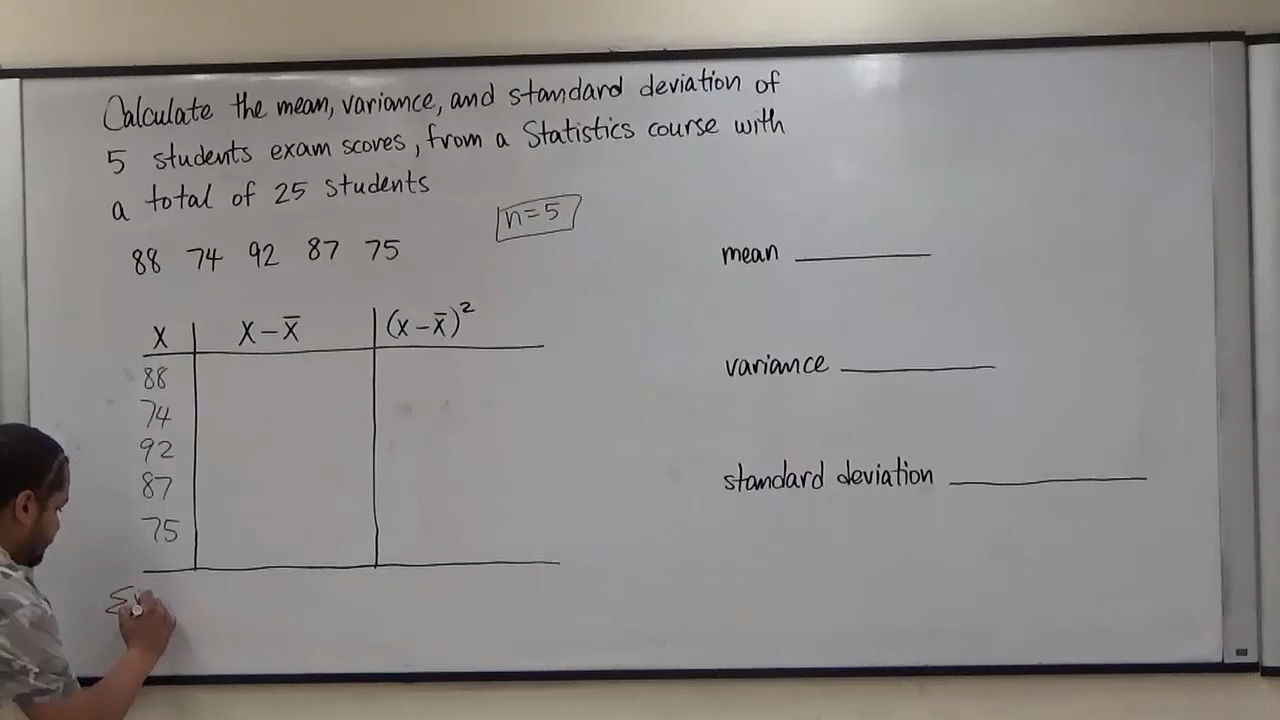 Calculate the mean, variance, and standard deviation of
5 students exam scores, from a Statistics course with
a total of 25 students
n=5
88 74 92 87 75
mean
x x-x̄ (x-x̄)²
88
74
92
87
75
variance
standard deviation
Σ